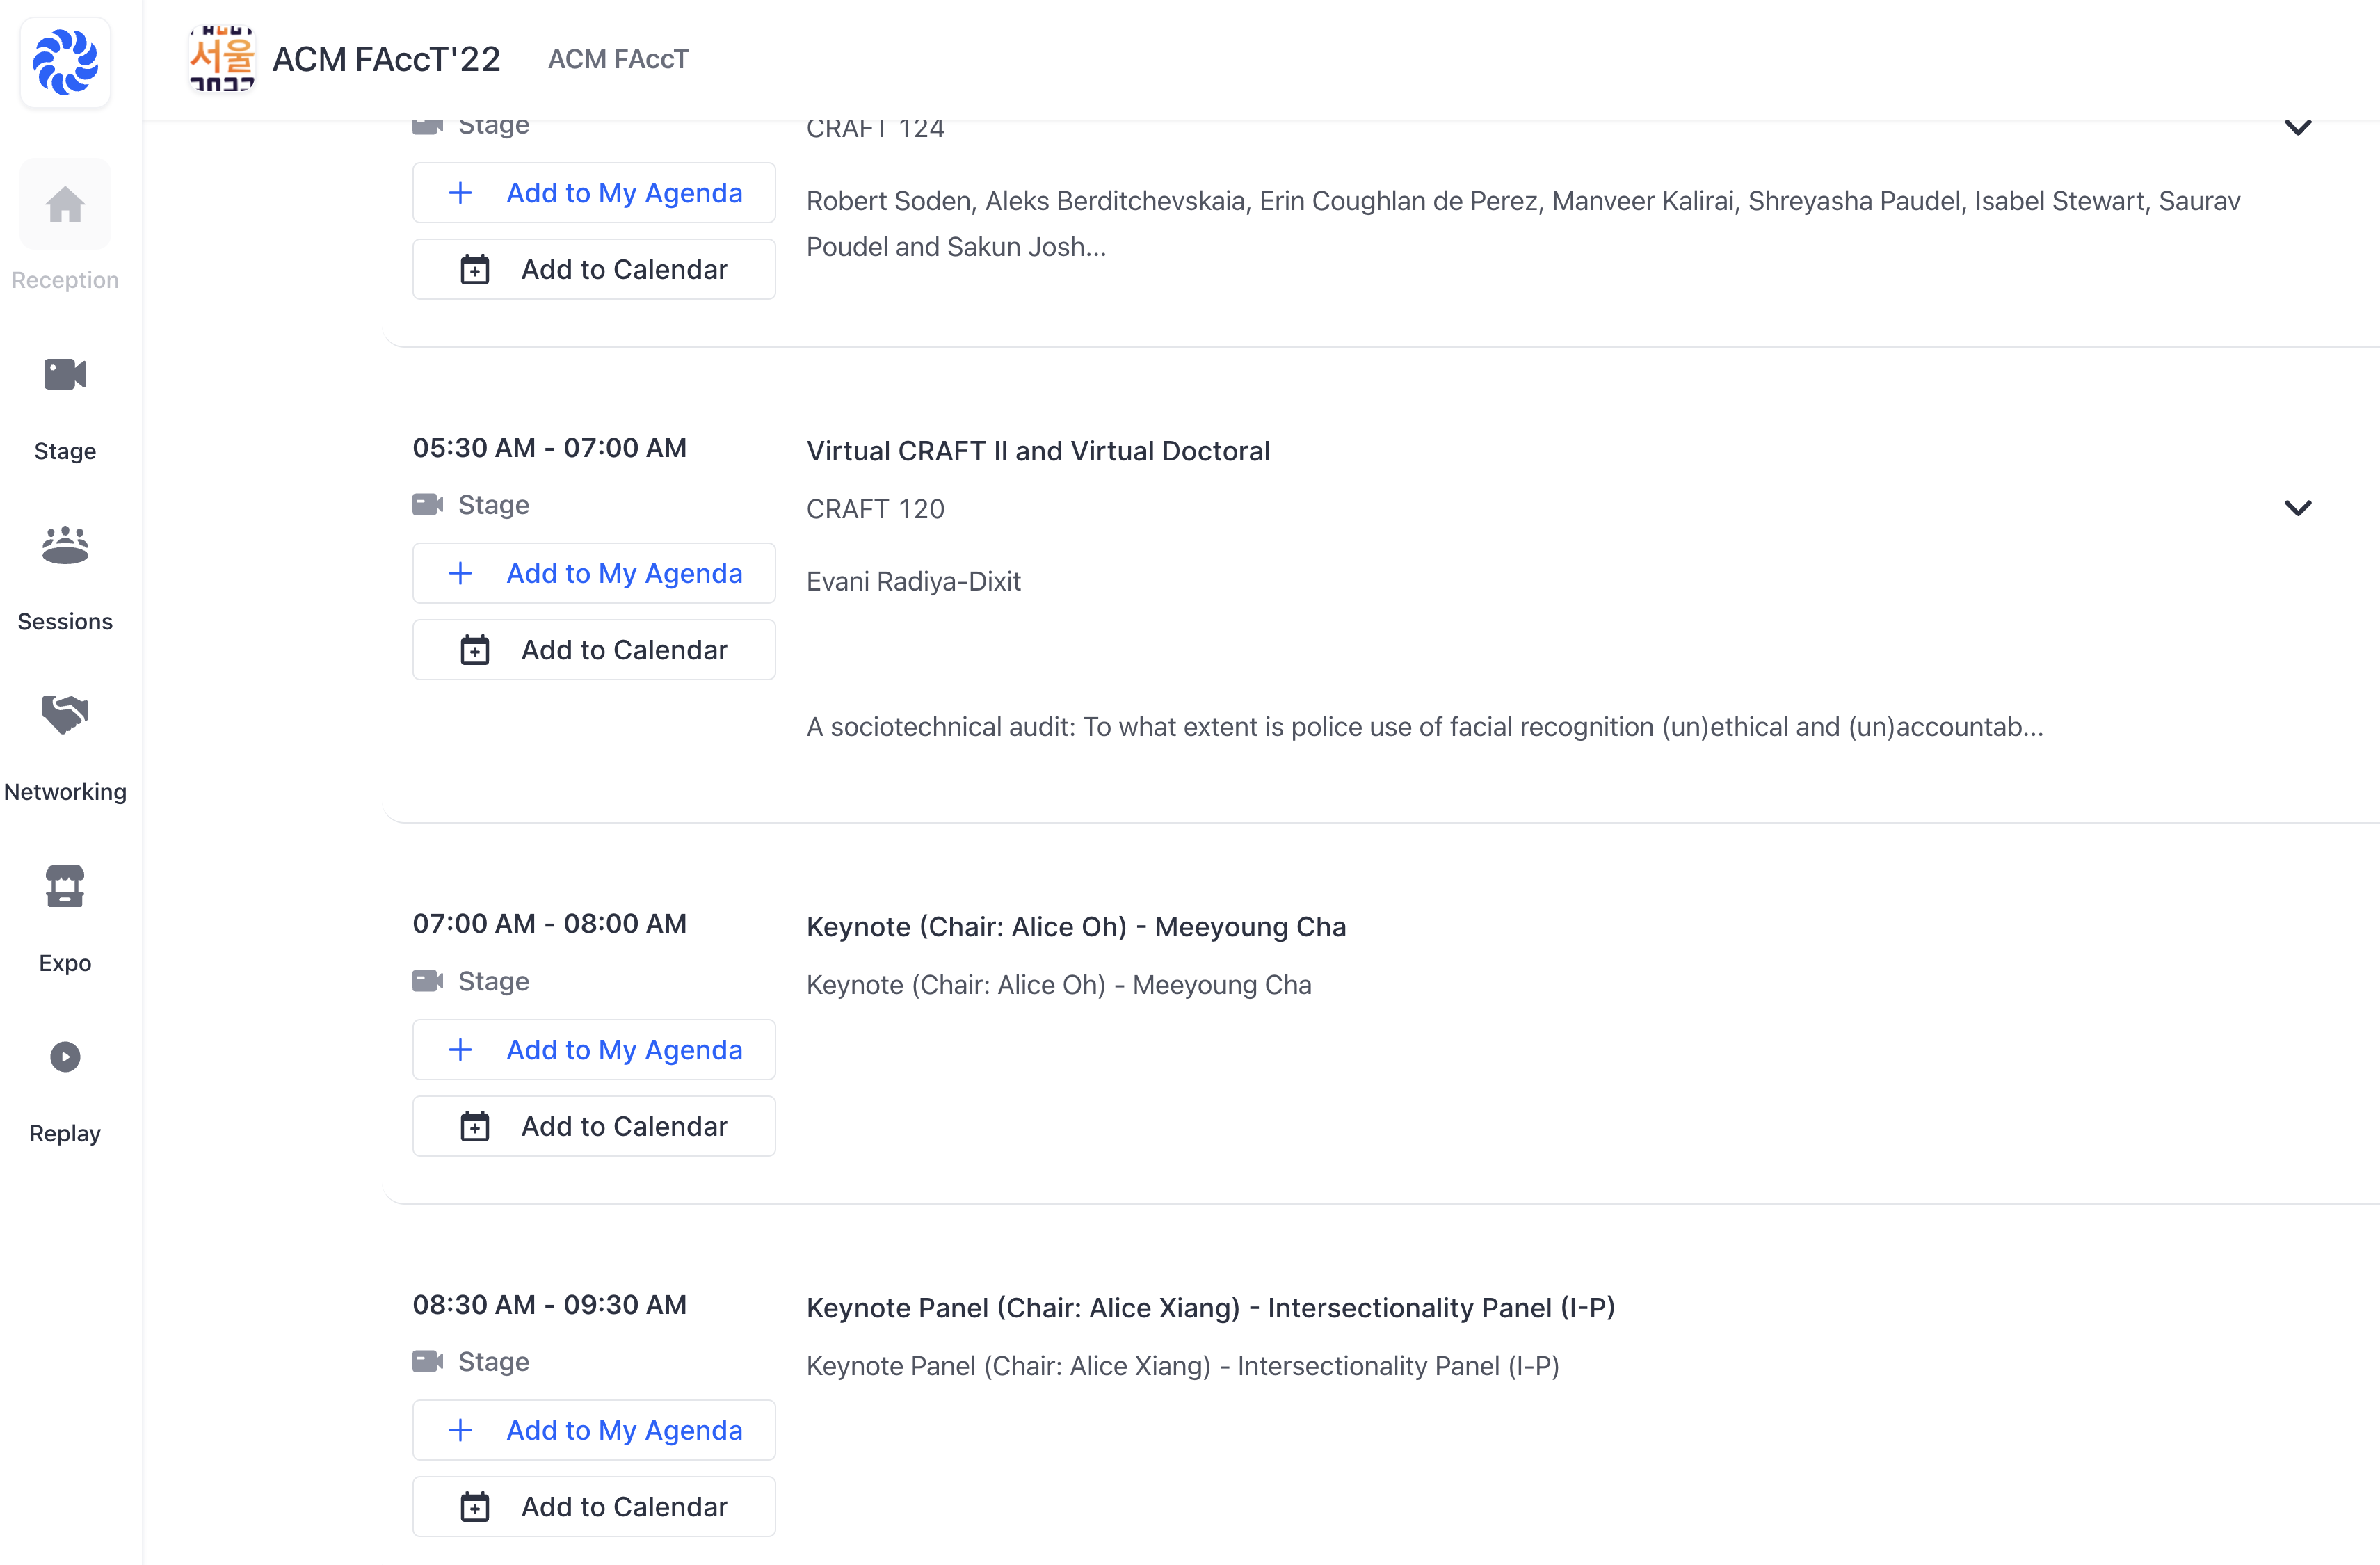 서울
ACM FAccT'22
ACM FAccT
Reception
Stage
Sessions
Networking
Expo
Replay
Stage
CRAFT 124
Add to My Agenda
Robert Soden, Aleks Berditchevskaia, Erin Coughlan de Perez, Manveer Kalirai, Shreyasha Paudel, Isabel Stewart, Saurav
Poudel and Sakun Josh...
Add to Calendar
05:30 AM - 07:00 AM
Virtual CRAFT II and Virtual Doctoral
Stage
CRAFT 120
Add to My Agenda
Evani Radiya-Dixit
Add to Calendar
A sociotechnical audit: To what extent is police use of facial recognition (un)ethical and (un)accountab...
07:00 AM - 08:00 AM
Keynote (Chair: Alice Oh) - Meeyoung Cha
Stage
Keynote (Chair: Alice Oh) - Meeyoung Cha
Add to My Agenda
Add to Calendar
08:30 AM - 09:30 AM
Keynote Panel (Chair: Alice Xiang) - Intersectionality Panel (I-P)
Stage
Keynote Panel (Chair: Alice Xiang) - Intersectionality Panel (I-P)
Add to My Agenda
Add to Calendar